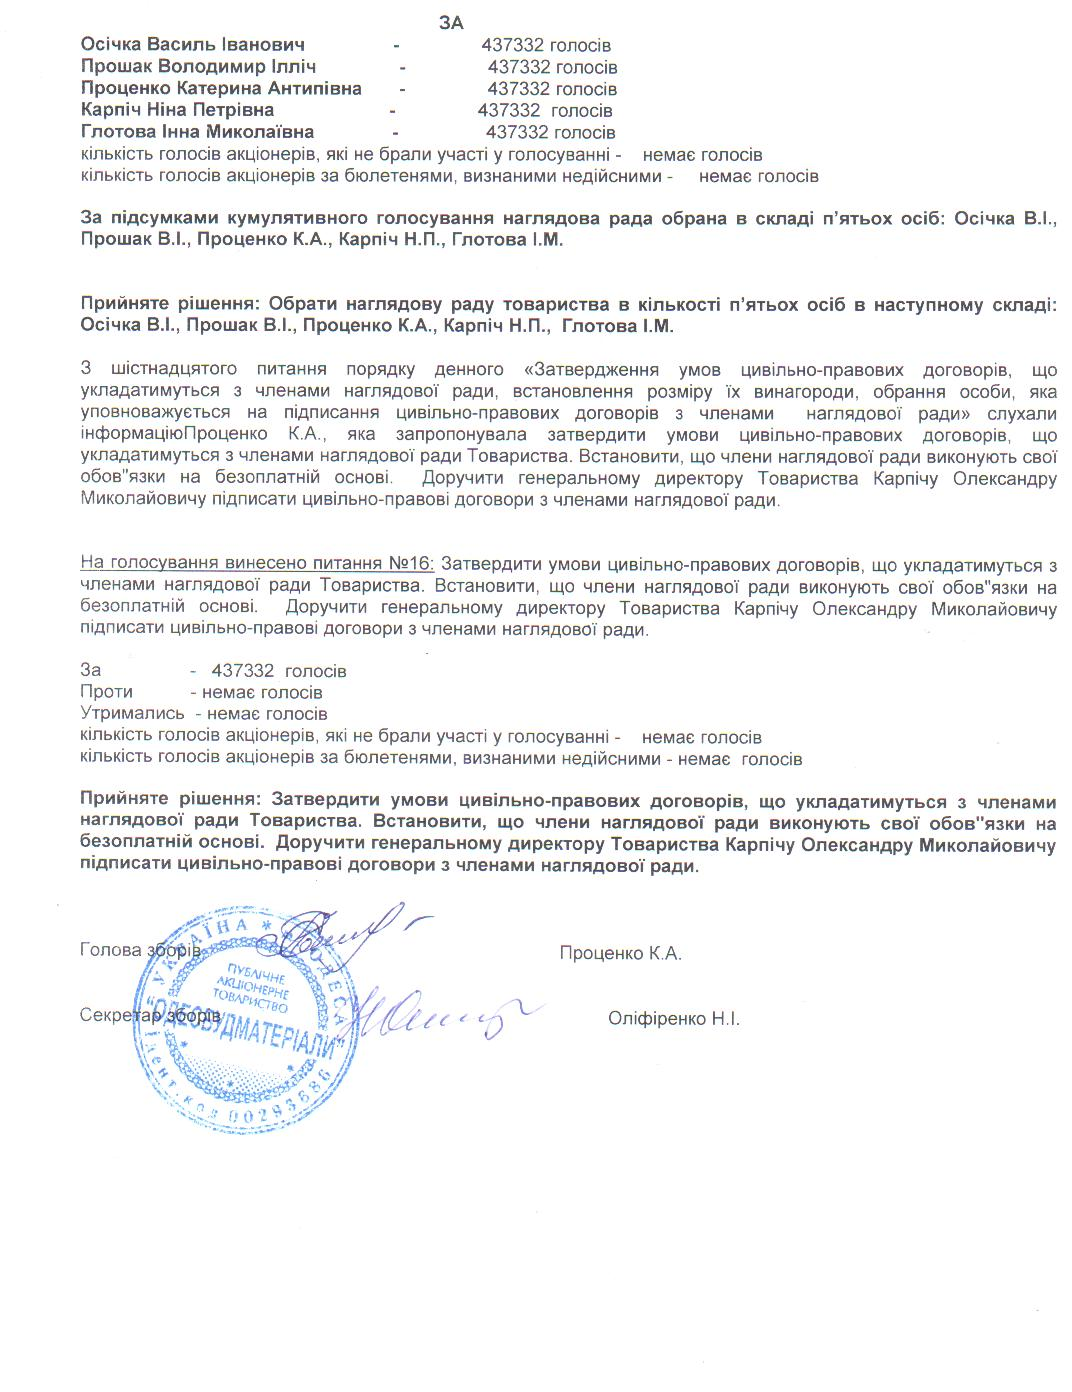 ЗА
Осічка Василь Іванович - 437332 голосів
Прошак Володимир Ілліч - 437332 голосів
Проценко Катерина Антипівна - 437332 голосів
Карпіч Ніна Петрівна - 437332 голосів
Глотова Інна Миколаївна - 437332 голосів
кількість голосів акціонерів, які не брали участі у голосуванні - немає голосів
кількість голосів акціонерів за бюлетенями, визнаними недійсними - немає голосів
За підсумками кумулятивного голосування наглядова рада обрана в складі п’ятьох осіб: Осічка В.І.,
Прошак В.І., Проценко К.А., Карпіч Н.П., Глотова І.М.
Прийняте рішення: Обрати наглядову раду товариства в кількості п’ятьох осіб в наступному складі:
Осічка В.І., Прошак В.І., Проценко К.А., Карпіч Н.П., Глотова І.М.
З шістнадцятого питання порядку денного «Затвердження умов цивільно-правових договорів, що
укладатимуться з членами наглядової ради, встановлення розміру їх винагороди, обрання особи, яка
уповноважується на підписання цивільно-правових договорів з членами наглядової ради» слухали
інформаціюПроценко К.А., яка запропонувала затвердити умови цивільно-правових договорів, що
укладатимуться з членами наглядової ради Товариства. Встановити, що члени наглядової ради виконують свої
обов"язки на безоплатній основі. Доручити генеральному директору Товариства Карпічу Олександру
Миколайовичу підписати цивільно-правові договори з членами наглядової ради.
На голосування винесено питання №16: Затвердити умови цивільно-правових договорів, що укладатимуться з
членами наглядової ради Товариства. Встановити, що члени наглядової ради виконують свої обов"язки на
безоплатній основі. Доручити генеральному директору Товариства Карпічу Олександру Миколайовичу
підписати цивільно-правові договори з членами наглядової ради.
За - 437332 голосів
Проти - немає голосів
Утримались - немає голосів
кількість голосів акціонерів, які не брали участі у голосуванні - немає голосів
кількість голосів акціонерів за бюлетенями, визнаними недійсними - немає голосів
Прийняте рішення: Затвердити умови цивільно-правових договорів, що укладатимуться з членами
наглядової ради Товариства. Встановити, що члени наглядової ради виконують свої обов"язки на
безоплатній основі. Доручити генеральному директору Товариства Карпічу Олександру Миколайовичу
підписати цивільно-правові договори з членами наглядової ради.
Голова зборів Проценко К.А.
Секретар зборів Оліфіренко Н.І.
УКРАЇНА * ОДЕСА
ПУБЛІЧНЕ
АКЦІОНЕРНЕ
ТОВАРИСТВО
"ОДЕСБУДМАТЕРІАЛИ"
Ідент.код 00293686